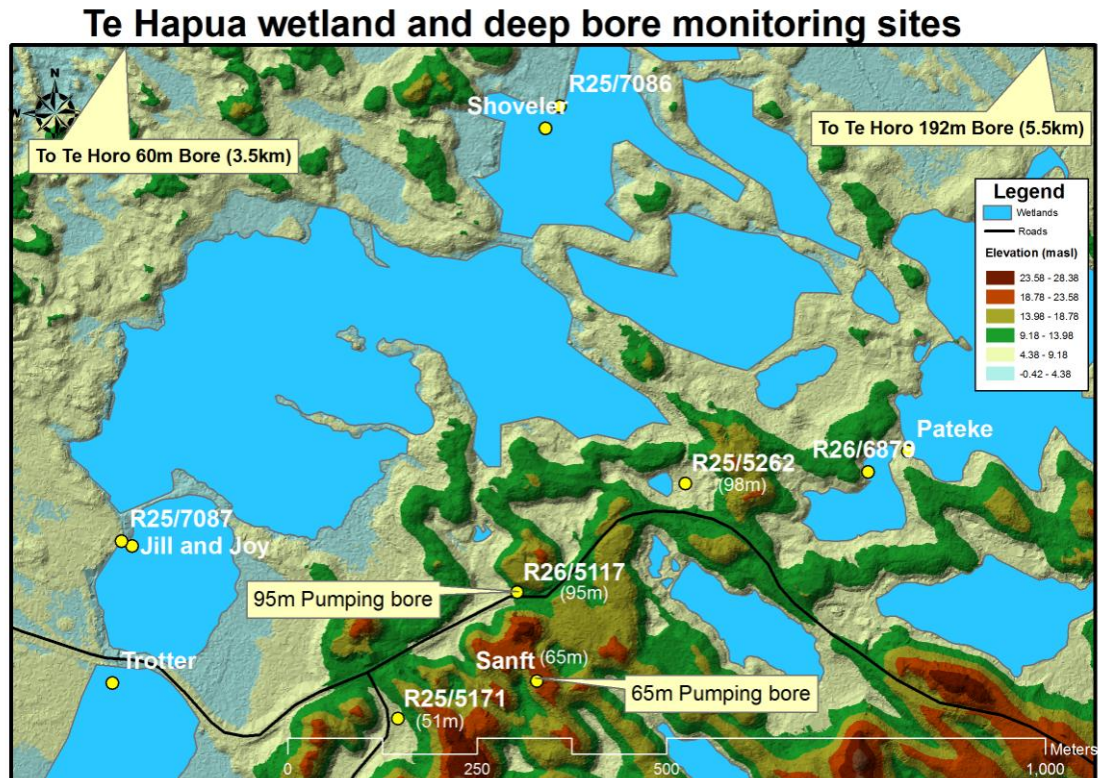 Te Hapua wetland and deep bore monitoring sites
N
W
R25/7086
Shoveler
To Te Horo 60m Bore (3.5km)
To Te Horo 192m Bore (5.5km)
Legend
Wetlands
Roads
Elevation (masl)
23.58 - 28.38
18.78 - 23.58
13.98 - 18.78
9.18 - 13.98
4.38 - 9.18
-0.42 - 4.38
Pateke
R26/6879
R25/5262
(98m)
R25/7087
Jill and Joy
R26/5117
(95m)
95m Pumping bore
Trotter
Sanft (65m)
65m Pumping bore
R25/5171
(51m)
Meters
0 250 500 1,000